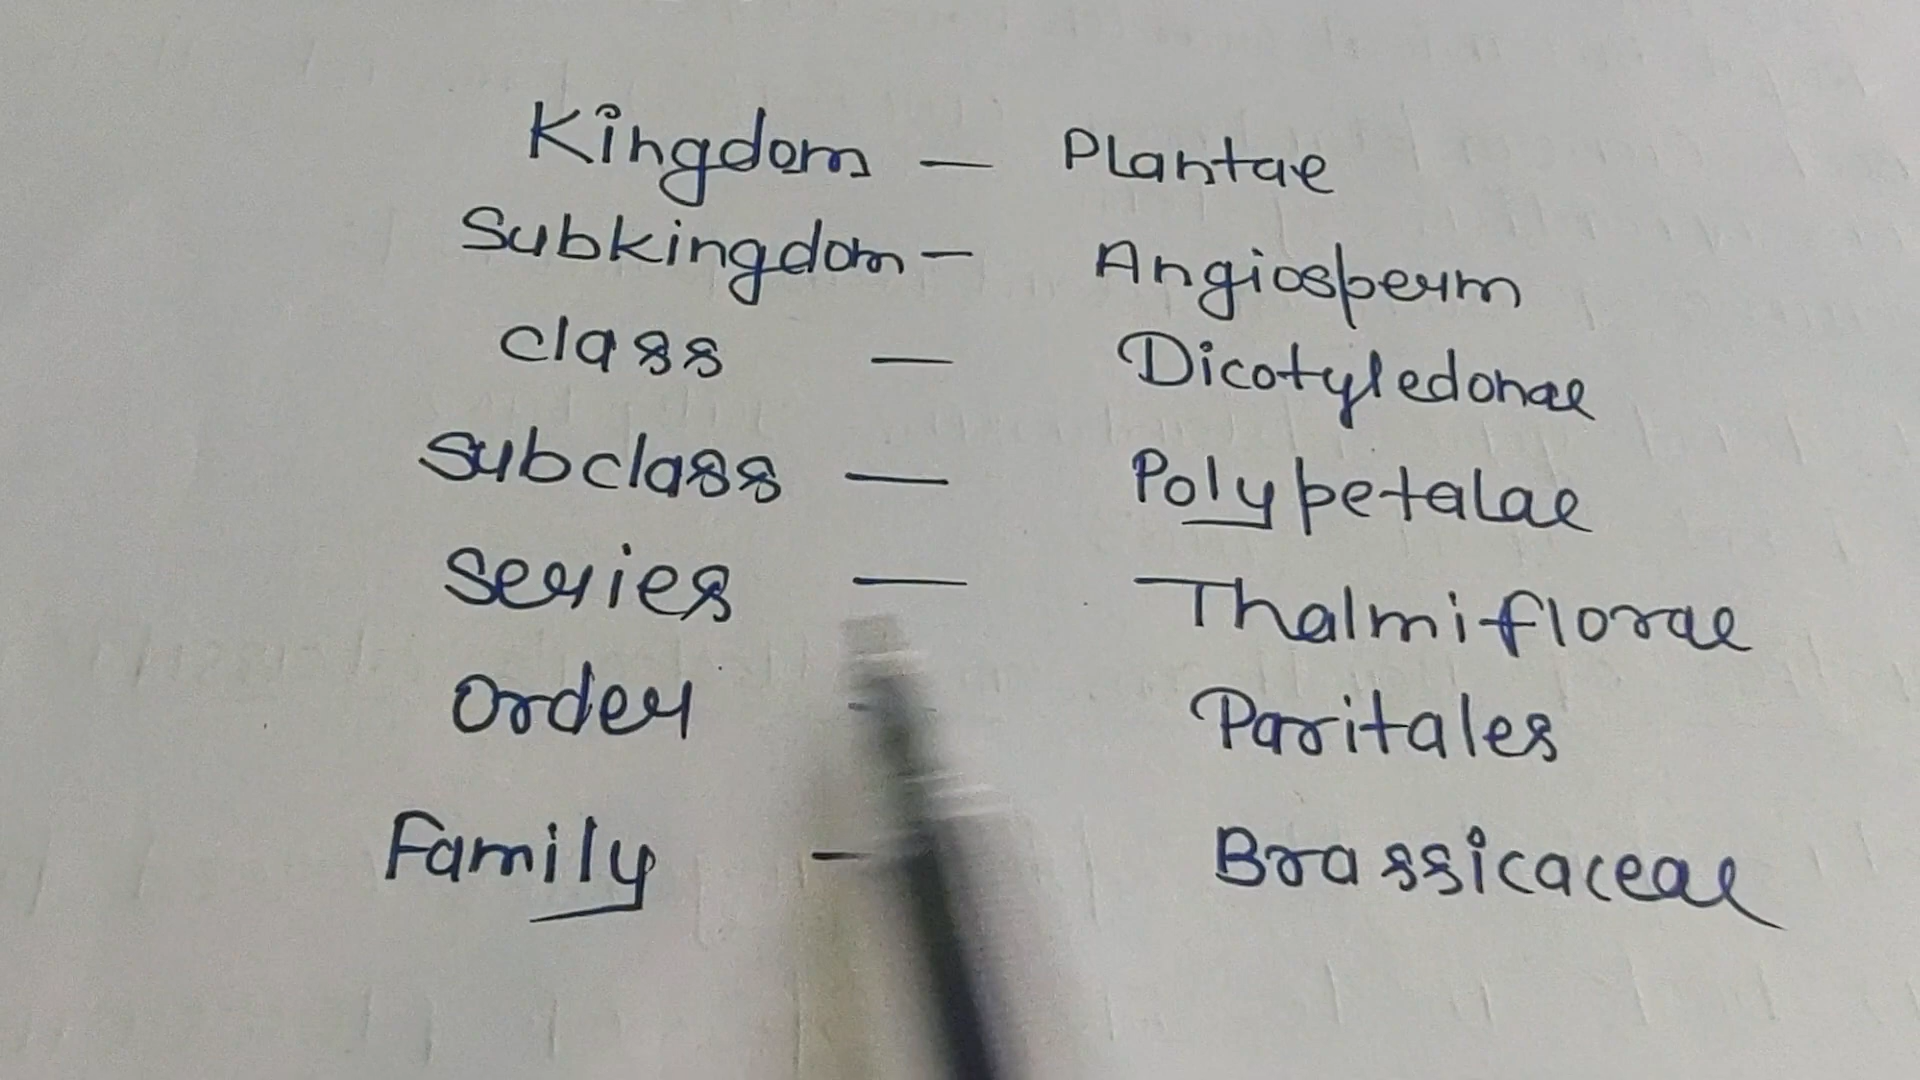 Kingdom — Plantae
Subkingdom — Angiosperm
class — Dicotyledonae
Subclass — Polypetalae
Series — Thalmiflorae
Order - Paritales
Family - Brassicaceae